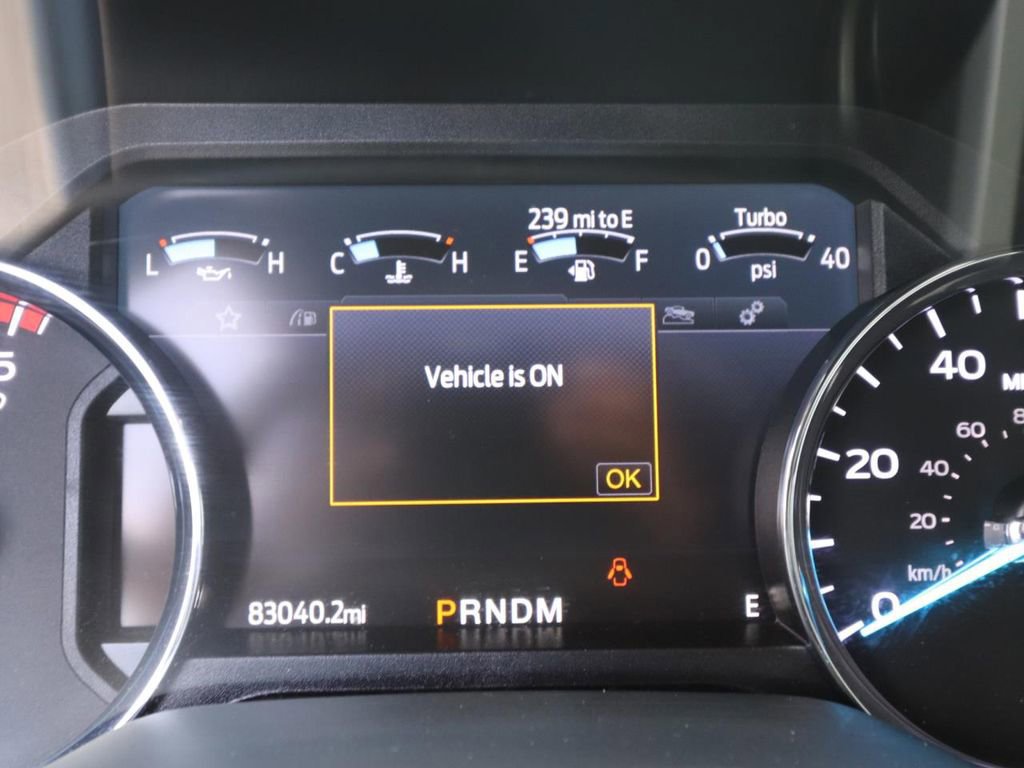 239 mi to E
Turbo
L H
C H
E F
0 40
psi
5
Vehicle is ON
OK
40
60
20
40
20
km/h
0
83040.2mi
PRNDM
E